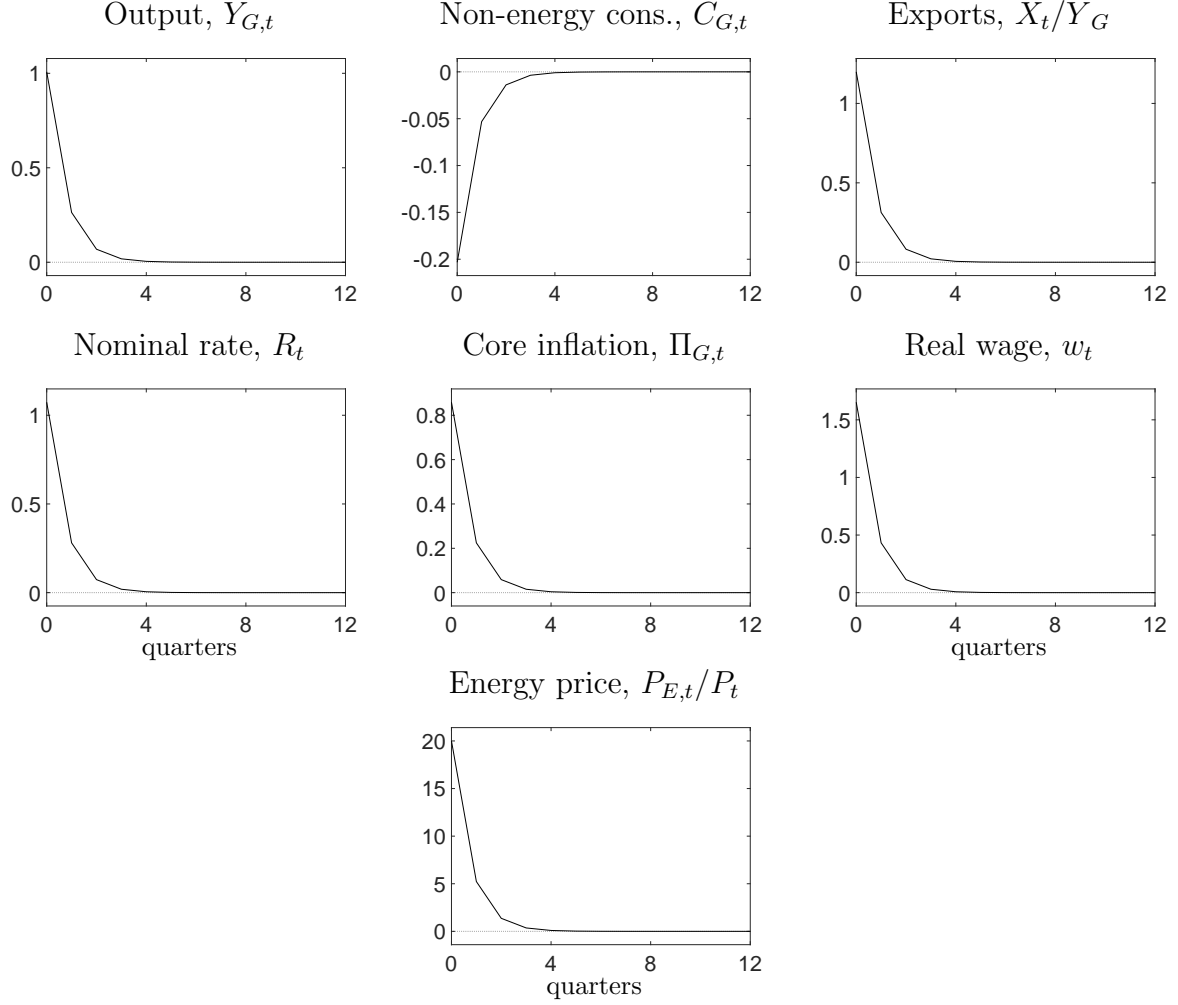 Output, Y_{G,t}
Non-energy cons., C_{G,t}
Exports, X_t/Y_G
1
0.5
0
0 4 8 12
0
-0.05
-0.1
-0.15
-0.2
0 4 8 12
1
0.5
0
0 4 8 12
Nominal rate, R_t
Core inflation, Π_{G,t}
Real wage, w_t
1
0.5
0
0 4 8 12
quarters
0.8
0.6
0.4
0.2
0
0 4 8 12
quarters
1.5
1
0.5
0
0 4 8 12
quarters
Energy price, P_{E,t}/P_t
20
15
10
5
0
0 4 8 12
quarters